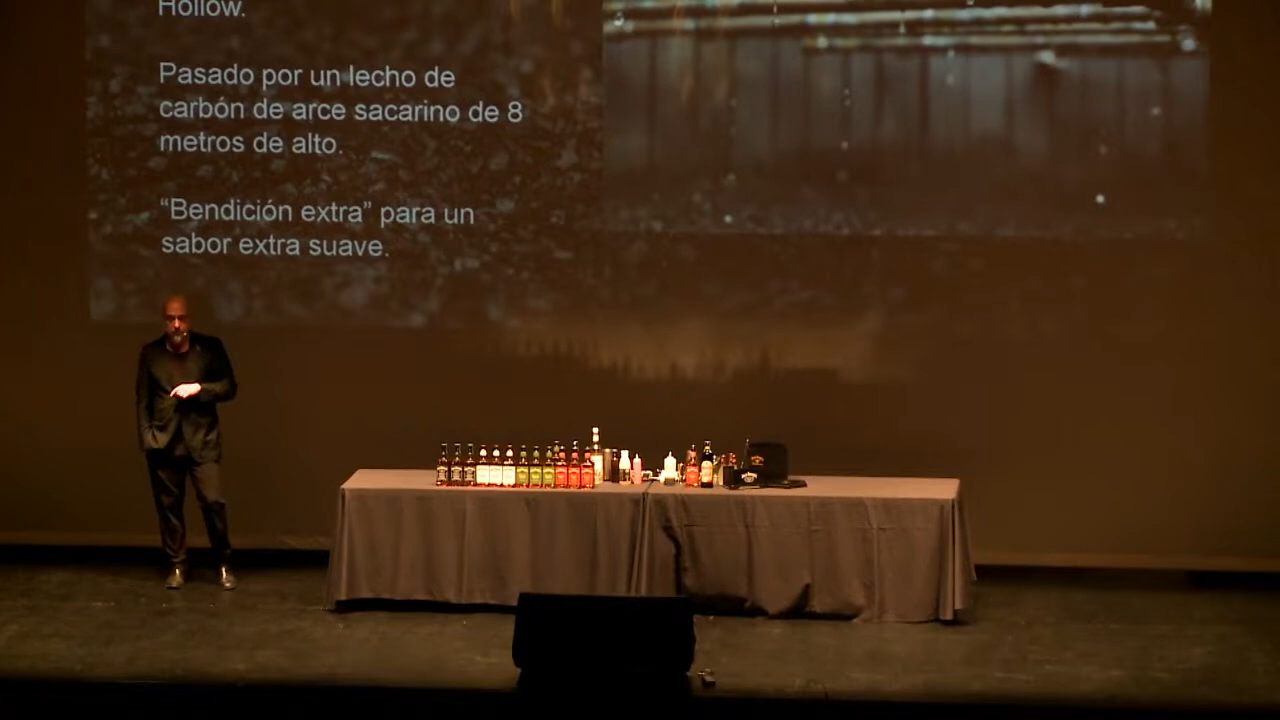 Hollow.
Pasado por un lecho de
carbón de arce sacarino de 8
metros de alto.
“Bendición extra” para un
sabor extra suave.